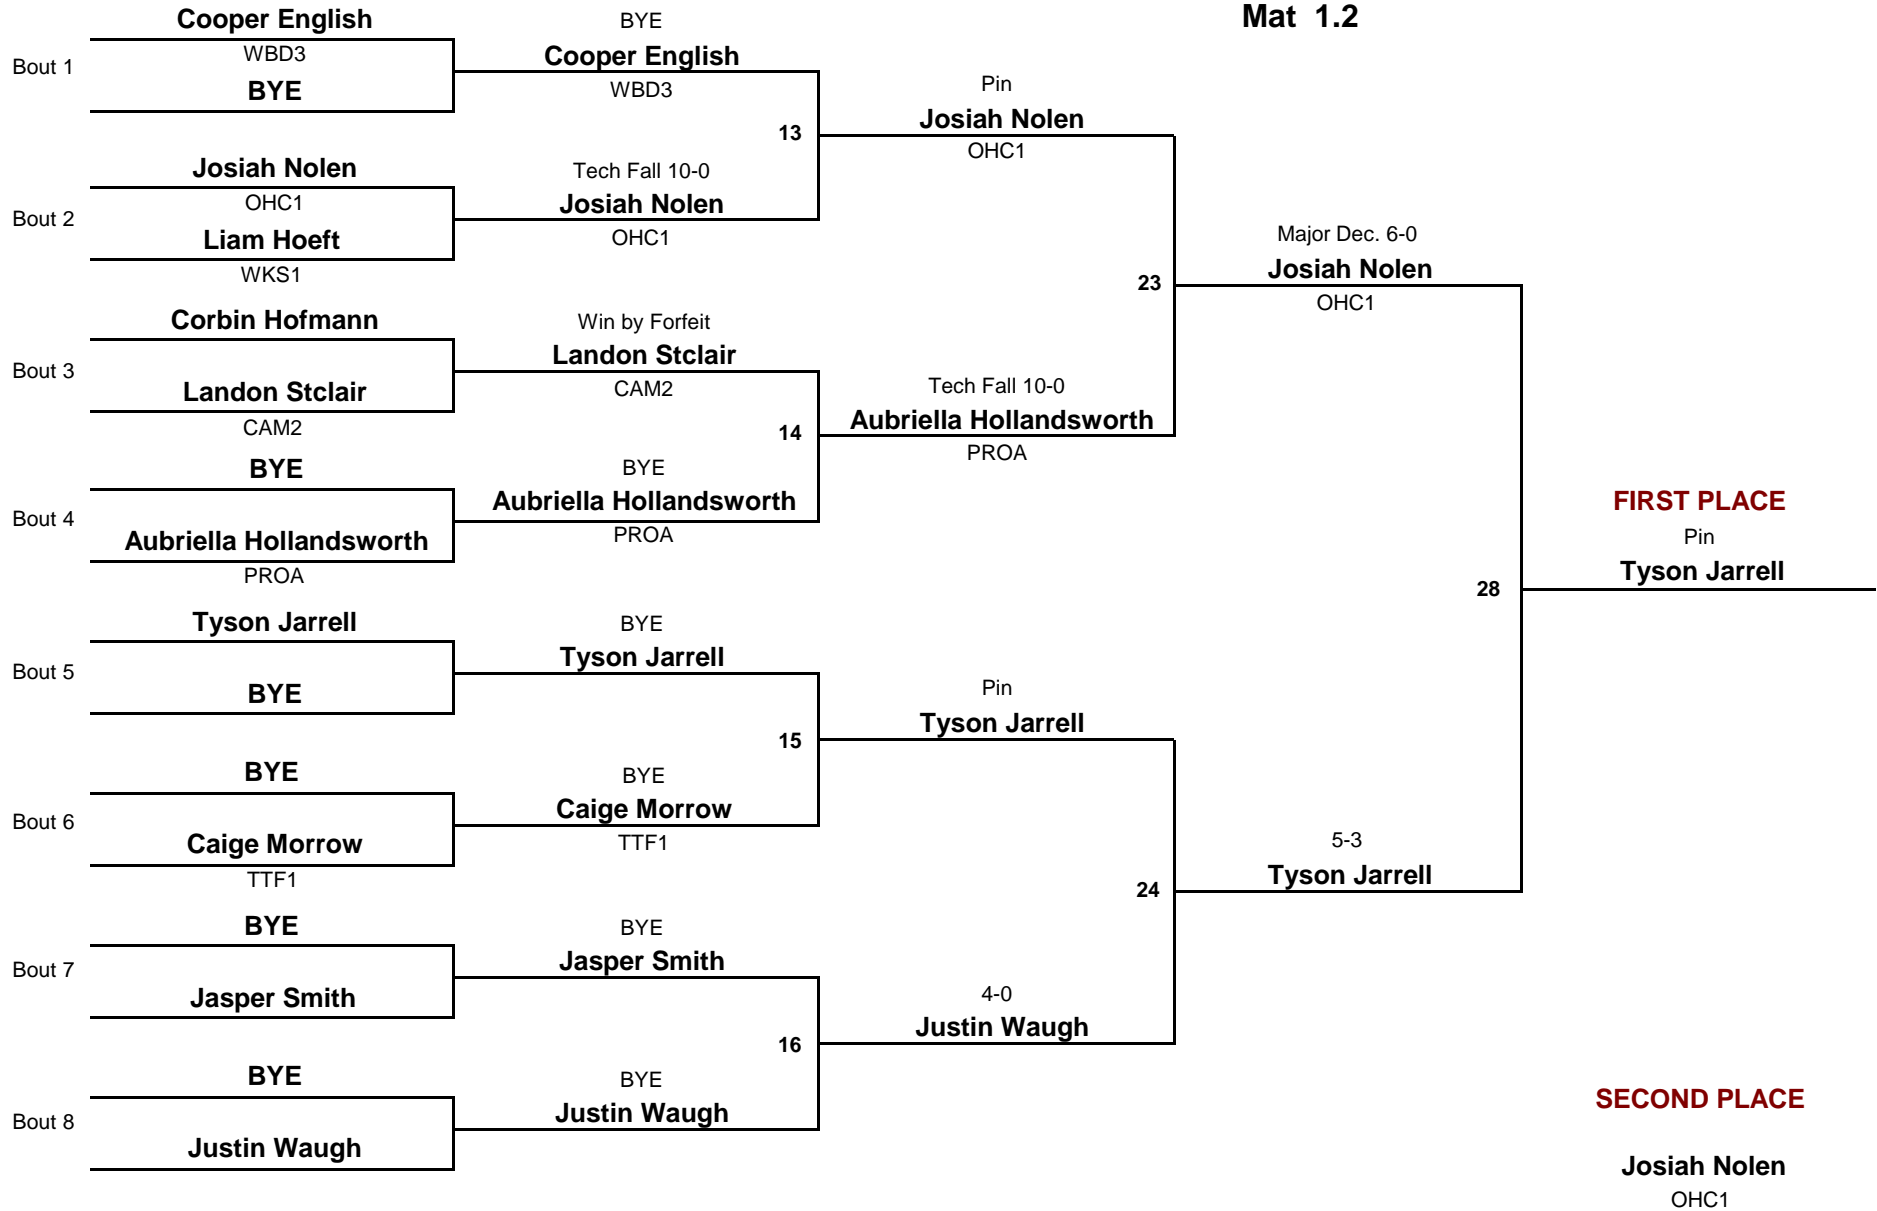 Mat 1.2
Bout 1
Cooper English
WBD3
BYE
Bout 2
Josiah Nolen
OHC1
Liam Hoeft
WKS1
Bout 3
Corbin Hofmann
Landon Stclair
CAM2
Bout 4
BYE
Aubriella Hollandsworth
PROA
Bout 5
Tyson Jarrell
BYE
Bout 6
BYE
Caige Morrow
TTF1
Bout 7
BYE
Jasper Smith
Bout 8
BYE
Justin Waugh
BYE
Cooper English
WBD3
13
Tech Fall 10-0
Josiah Nolen
OHC1
Win by Forfeit
Landon Stclair
CAM2
14
BYE
Aubriella Hollandsworth
PROA
BYE
Tyson Jarrell
15
BYE
Caige Morrow
TTF1
BYE
Jasper Smith
16
BYE
Justin Waugh
Pin
Josiah Nolen
OHC1
23
Tech Fall 10-0
Aubriella Hollandsworth
PROA
Pin
Tyson Jarrell
24
4-0
Justin Waugh
Major Dec. 6-0
Josiah Nolen
OHC1
28
5-3
Tyson Jarrell
FIRST PLACE
Pin
Tyson Jarrell
SECOND PLACE
Josiah Nolen
OHC1